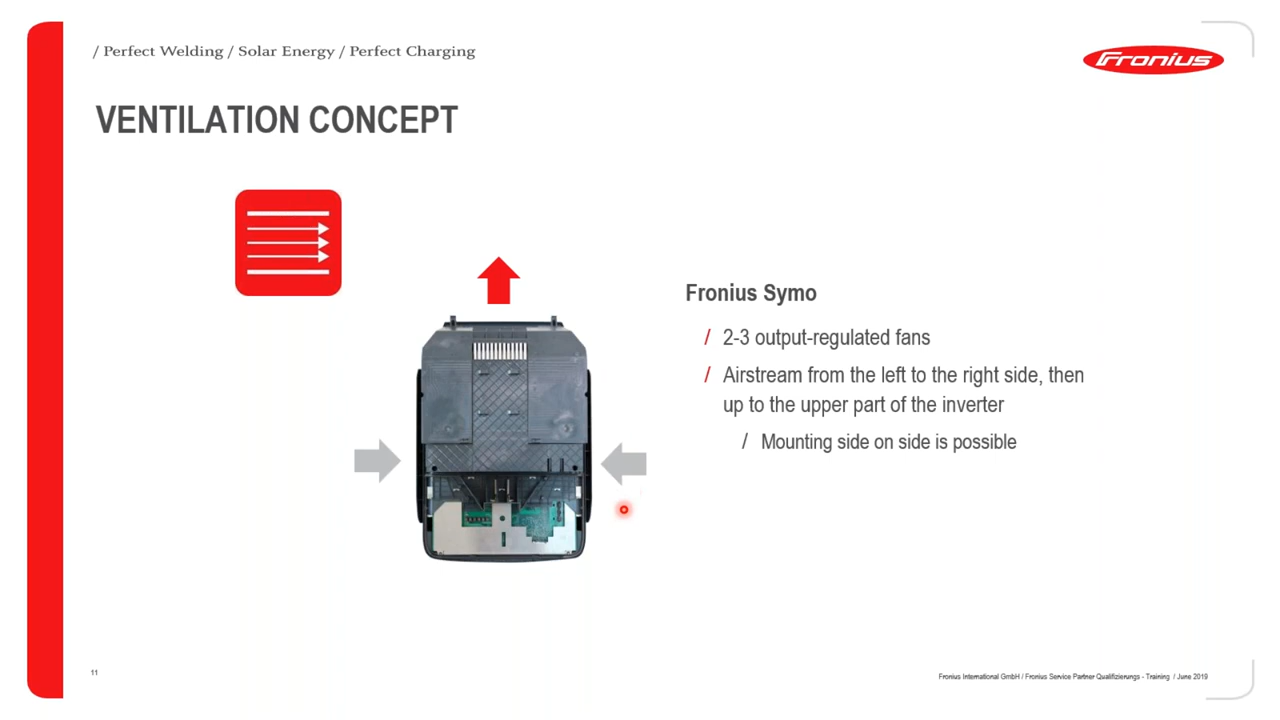 / Perfect Welding / Solar Energy / Perfect Charging
Fronius
VENTILATION CONCEPT
Fronius Symo
/ 2-3 output-regulated fans
/ Airstream from the left to the right side, then
up to the upper part of the inverter
/ Mounting side on side is possible
11
Fronius International GmbH / Fronius Service Partner Qualifizierungs - Training / June 2019